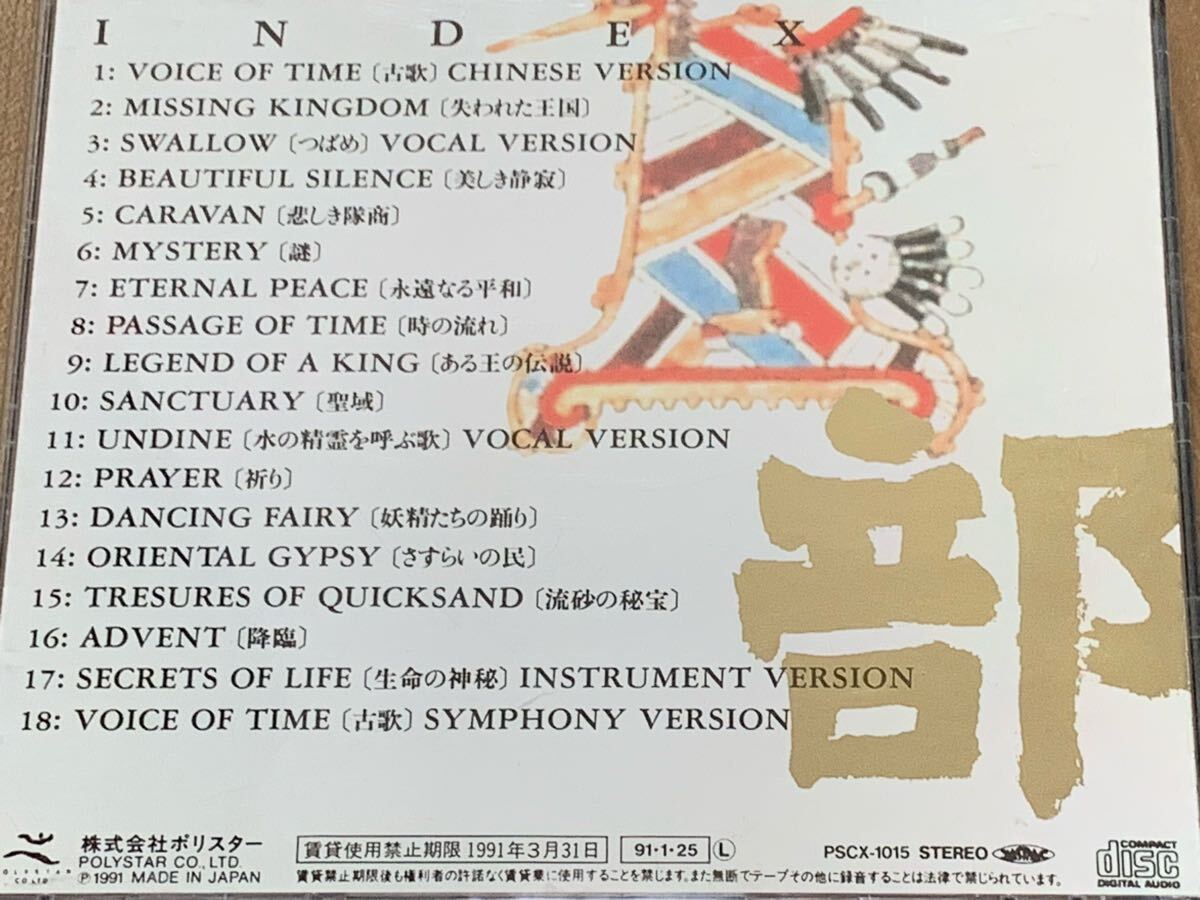 INDEX
1: VOICE OF TIME〔古歌〕CHINESE VERSION
2: MISSING KINGDOM〔失われた王国〕
3: SWALLOW〔つばめ〕VOCAL VERSION
4: BEAUTIFUL SILENCE〔美しき静寂〕
5: CARAVAN〔悲しき隊商〕
6: MYSTERY〔謎〕
7: ETERNAL PEACE〔永遠なる平和〕
8: PASSAGE OF TIME〔時の流れ〕
9: LEGEND OF A KING〔ある王の伝説〕
10: SANCTUARY〔聖域〕
11: UNDINE〔水の精霊を呼ぶ歌〕VOCAL VERSION
12: PRAYER〔祈り〕
13: DANCING FAIRY〔妖精たちの踊り〕
14: ORIENTAL GYPSY〔さすらいの民〕
15: TRESURES OF QUICKSAND〔流砂の秘宝〕
16: ADVENT〔降臨〕
17: SECRETS OF LIFE〔生命の神秘〕INSTRUMENT VERSION
18: VOICE OF TIME〔古歌〕SYMPHONY VERSION
部
株式会社ポリスター
POLYSTAR CO., LTD.
℗1991 MADE IN JAPAN
CO LTD
賃貸使用禁止期限1991年3月31日
91・1・25 Ⓛ
PSCX-1015 STEREO
COMPACT
disc
DIGITAL AUDIO
賃貸禁止期限後も権利者の許諾なく賃貸業に使用することを禁じます。また無断でテープその他に録音することは法律で禁じられています。